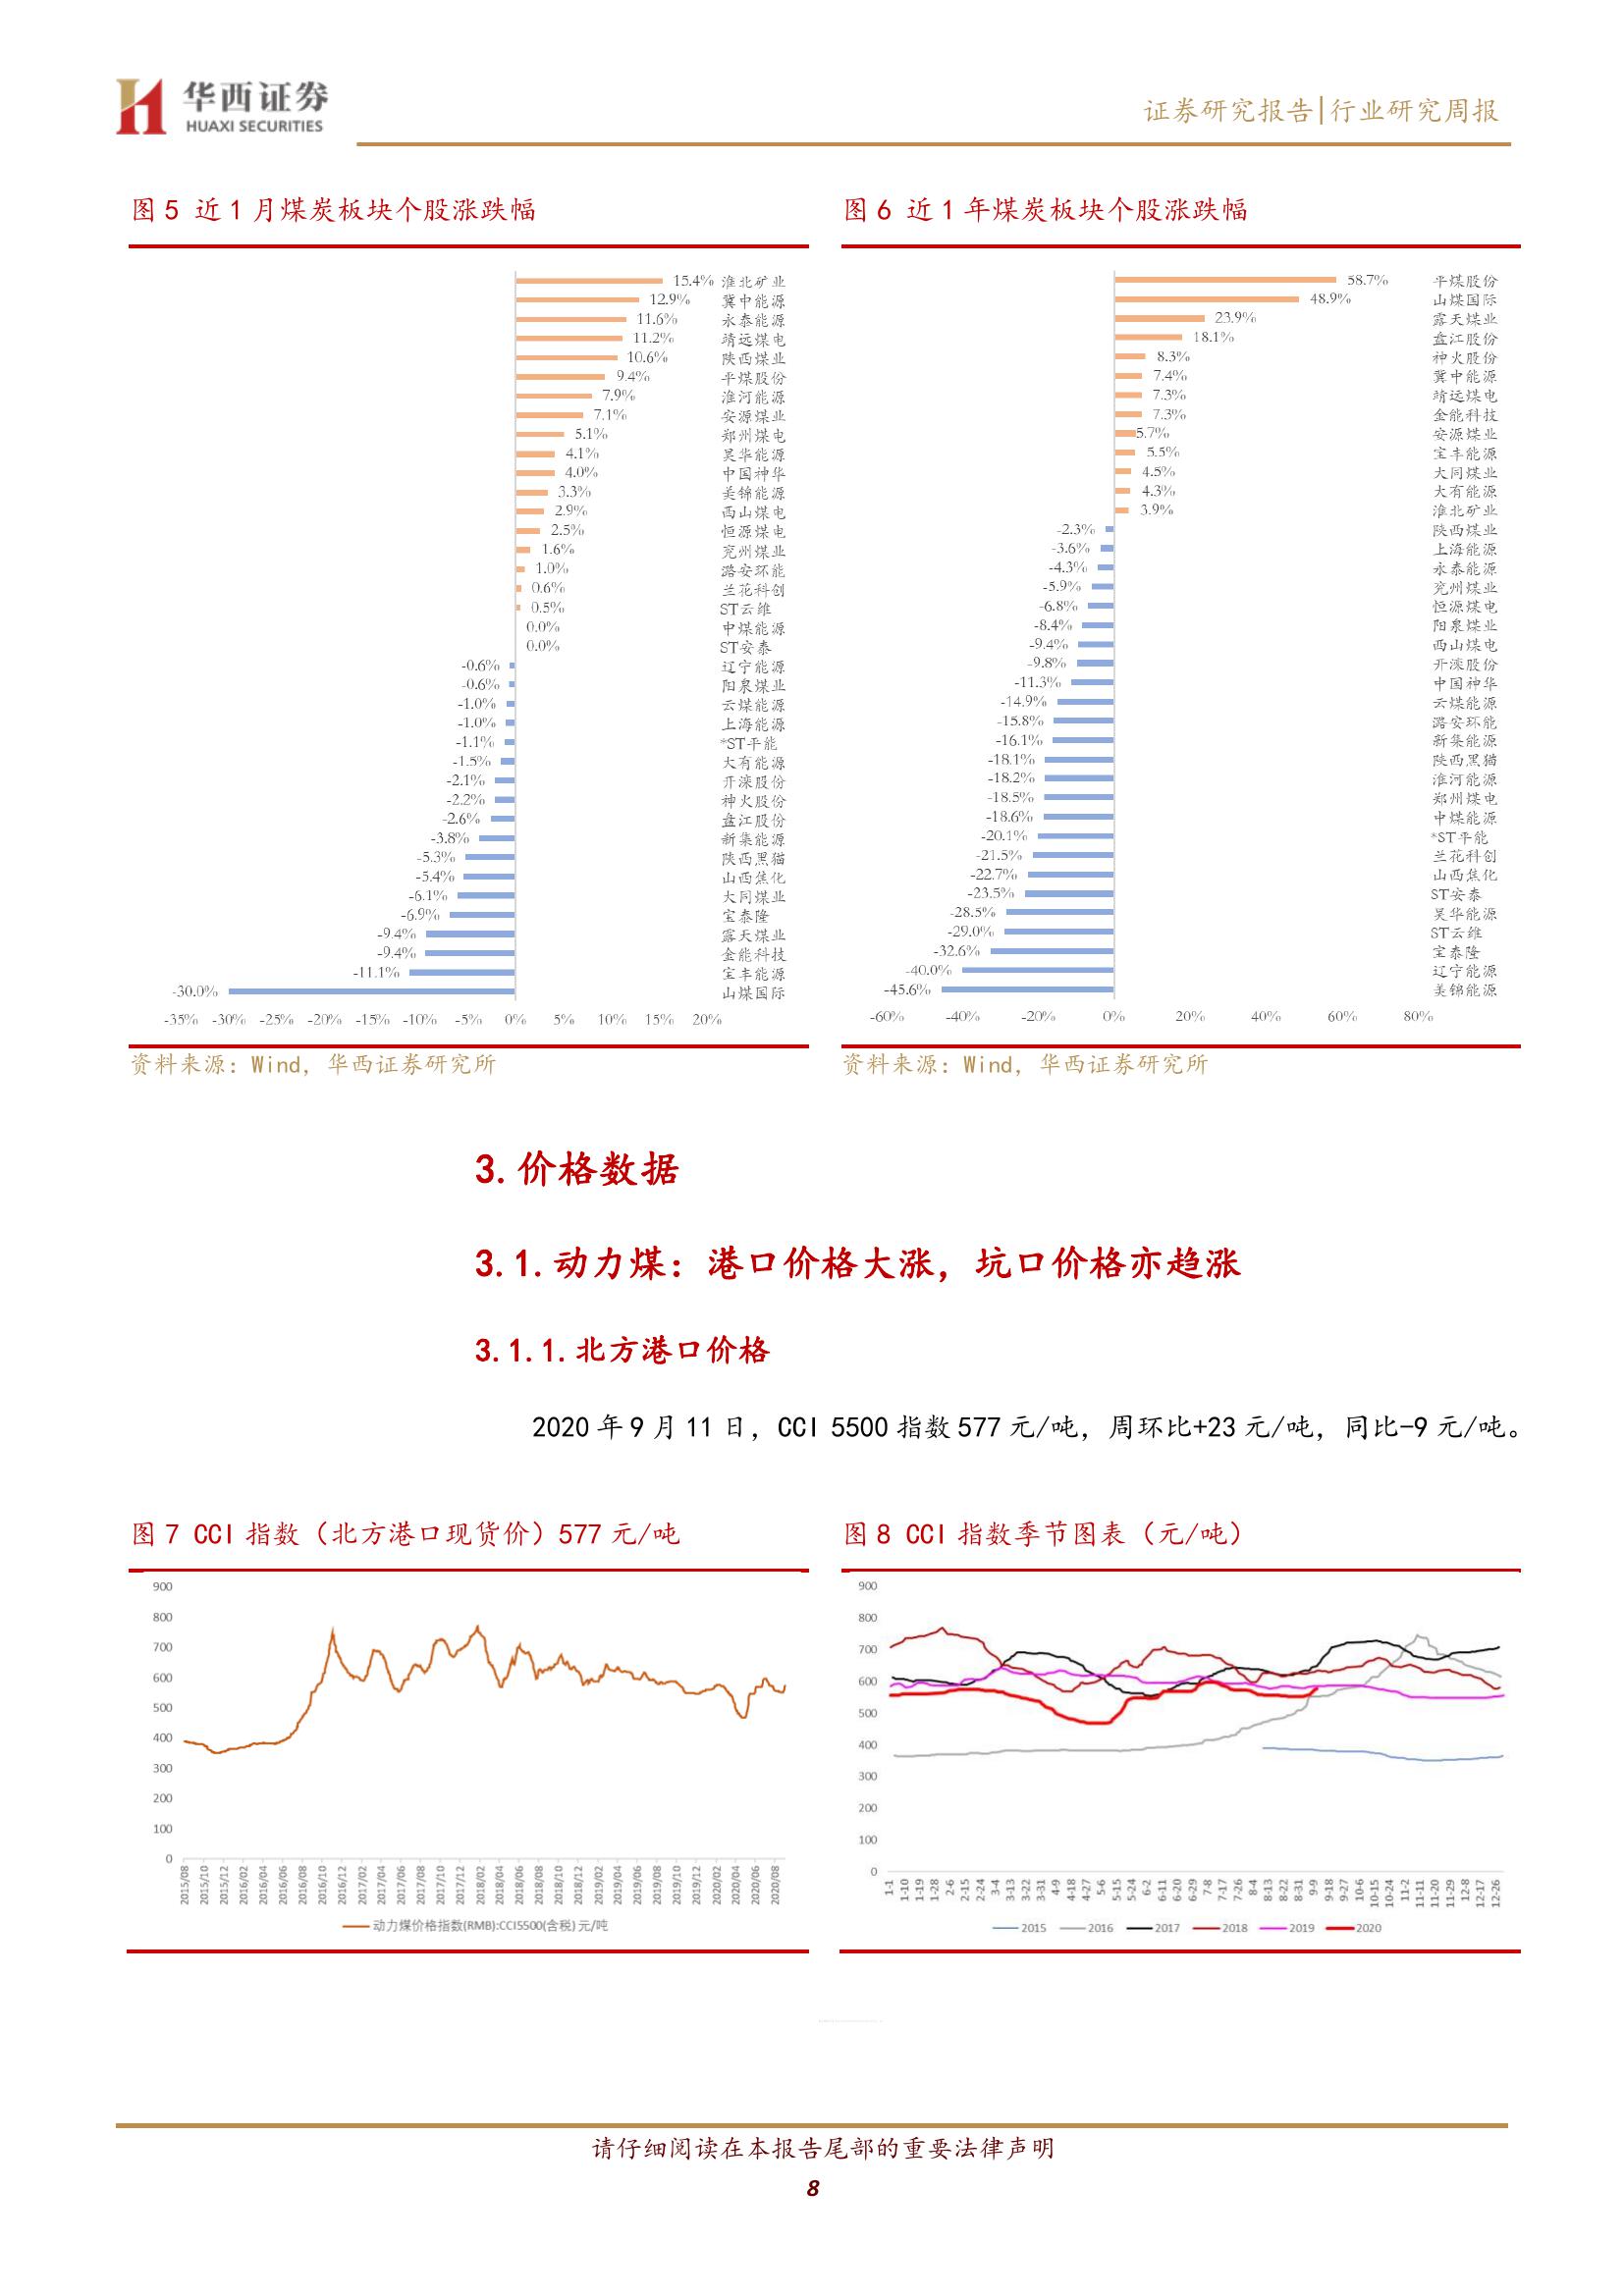 华西证券
HUAXI SECURITIES
证券研究报告|行业研究周报
图 5 近 1 月煤炭板块个股涨跌幅
15.4% 淮北矿业
12.9% 冀中能源
11.6% 永泰能源
11.2% 靖远煤电
10.6% 陕西煤业
9.4% 平煤股份
7.9% 淮河能源
7.1% 安源煤业
5.1% 郑州煤电
4.1% 昊华能源
4.0% 中国神华
3.3% 美锦能源
2.9% 西山煤电
2.5% 恒源煤电
1.6% 兖州煤业
1.0% 潞安环能
0.6% 兰花科创
0.5% ST云维
0.0% 中煤能源
0.0% ST安泰
-0.6% 辽宁能源
-0.6% 阳泉煤业
-1.0% 云煤能源
-1.0% 上海能源
-1.1% *ST平能
-1.5% 大有能源
-2.1% 开滦股份
-2.2% 神火股份
-2.6% 盘江股份
-3.8% 新集能源
-5.3% 陕西黑猫
-5.4% 山西焦化
-6.1% 大同煤业
-6.9% 宝泰隆
-9.4% 露天煤业
-9.4% 金能科技
-11.1% 宝丰能源
-30.0% 山煤国际
-35% -30% -25% -20% -15% -10% -5% 0% 5% 10% 15% 20%
资料来源：Wind，华西证券研究所
图 6 近 1 年煤炭板块个股涨跌幅
58.7% 平煤股份
48.9% 山煤国际
23.9% 露天煤业
18.1% 盘江股份
8.3% 神火股份
7.4% 冀中能源
7.3% 靖远煤电
7.3% 金能科技
5.7% 安源煤业
5.5% 宝丰能源
4.5% 大同煤业
4.3% 大有能源
3.9% 淮北矿业
-2.3% 陕西煤业
-3.6% 上海能源
-4.3% 永泰能源
-5.9% 兖州煤业
-6.8% 恒源煤电
-8.4% 阳泉煤业
-9.4% 西山煤电
-9.8% 开滦股份
-11.3% 中国神华
-14.9% 云煤能源
-15.8% 潞安环能
-16.1% 新集能源
-18.1% 陕西黑猫
-18.2% 淮河能源
-18.5% 郑州煤电
-18.6% 中煤能源
-20.1% *ST平能
-21.5% 兰花科创
-22.7% 山西焦化
-23.5% ST安泰
-28.5% 昊华能源
-29.0% ST云维
-32.6% 宝泰隆
-40.0% 辽宁能源
-45.6% 美锦能源
-60% -40% -20% 0% 20% 40% 60% 80%
资料来源：Wind，华西证券研究所
3.价格数据
3.1.动力煤：港口价格大涨，坑口价格亦趋涨
3.1.1.北方港口价格
2020 年 9 月 11 日，CCI 5500 指数 577 元/吨，周环比+23 元/吨，同比-9 元/吨。
图 7 CCI 指数（北方港口现货价）577 元/吨
900
800
700
600
500
400
300
200
100
0
2015/08 2015/10 2015/12 2016/02 2016/04 2016/06 2016/08 2016/10 2016/12 2017/02 2017/04 2017/06 2017/08 2017/10 2017/12 2018/02 2018/04 2018/06 2018/08 2018/10 2018/12 2019/02 2019/04 2019/06 2019/08 2019/10 2019/12 2020/02 2020/04 2020/06 2020/08
动力煤价格指数(RMB):CCI5500(含税) 元/吨
图 8 CCI 指数季节图表（元/吨）
900
800
700
600
500
400
300
200
100
0
1-1 1-10 1-19 1-28 2-6 2-15 2-24 3-4 3-13 3-22 3-31 4-9 4-18 4-27 5-6 5-15 5-24 6-2 6-11 6-20 6-29 7-8 7-17 7-26 8-4 8-13 8-22 8-31 9-9 9-18 9-27 10-6 10-15 10-24 11-2 11-11 11-20 11-29 12-8 12-17 12-26
2015 2016 2017 2018 2019 2020
请仔细阅读在本报告尾部的重要法律声明
8